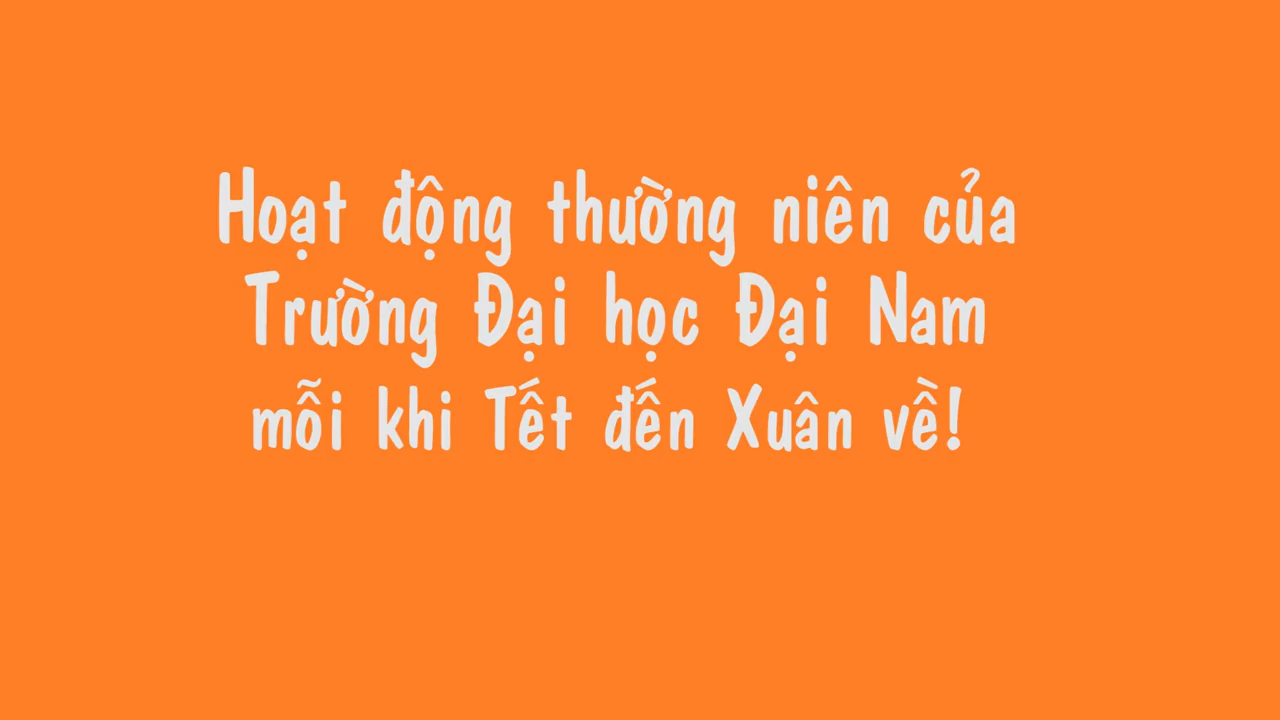 Hoạt động thường niên của
Trường Đại học Đại Nam
mỗi khi Tết đến Xuân về!